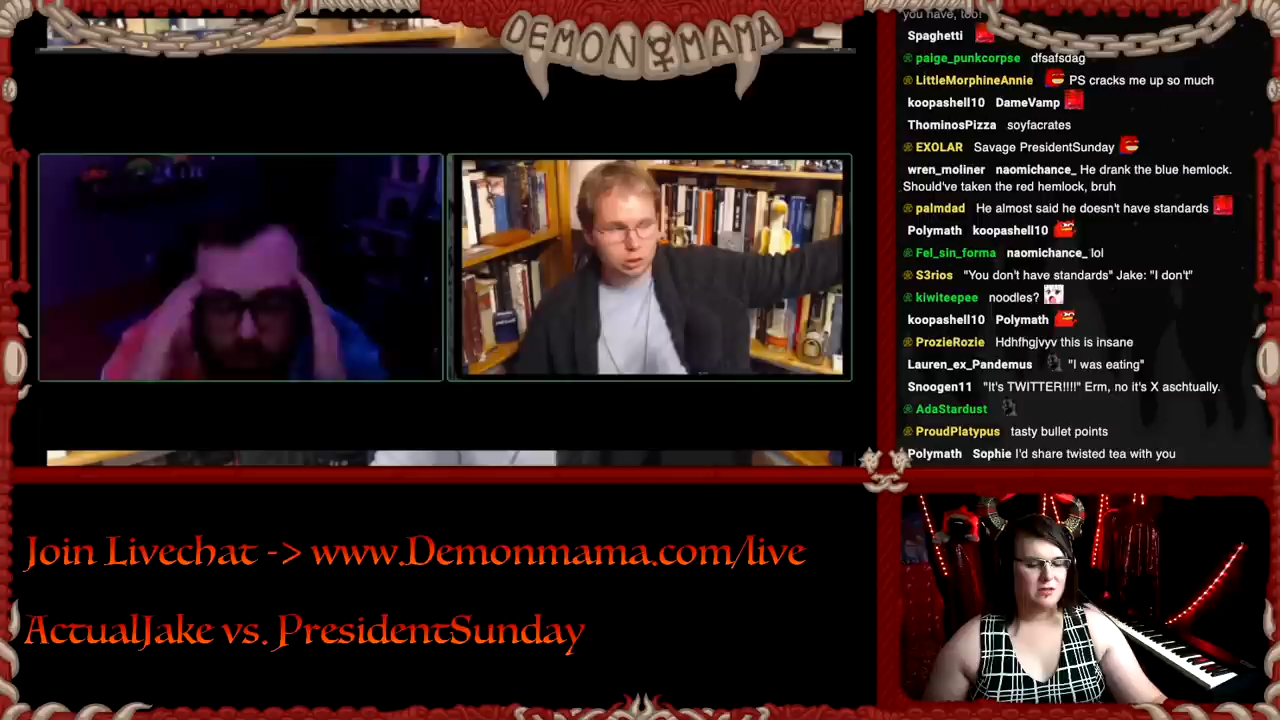 DEMON MAMA
you have, too!
Spaghetti
paige_punkcorpse dfsafsdag
LittleMorphineAnnie PS cracks me up so much
koopashell10 DameVamp
ThominosPizza soyfacrates
EXOLAR Savage PresidentSunday
wren_moliner naomichance_ He drank the blue hemlock.
Should've taken the red hemlock, bruh
palmdad He almost said he doesn't have standards
Polymath koopashell10
Fel_sin_forma naomichance_ lol
S3rios "You don't have standards" Jake: "I don't"
kiwiteepee noodles?
koopashell10 Polymath
ProzieRozie Hdhfhgjvyv this is insane
Lauren_ex_Pandemus "I was eating"
Snoogen11 "It's TWITTER!!!!" Erm, no it's X aschtually.
AdaStardust
ProudPlatypus tasty bullet points
Polymath Sophie I'd share twisted tea with you
Join Livechat -> www.Demonmama.com/live
ActualJake vs. PresidentSunday